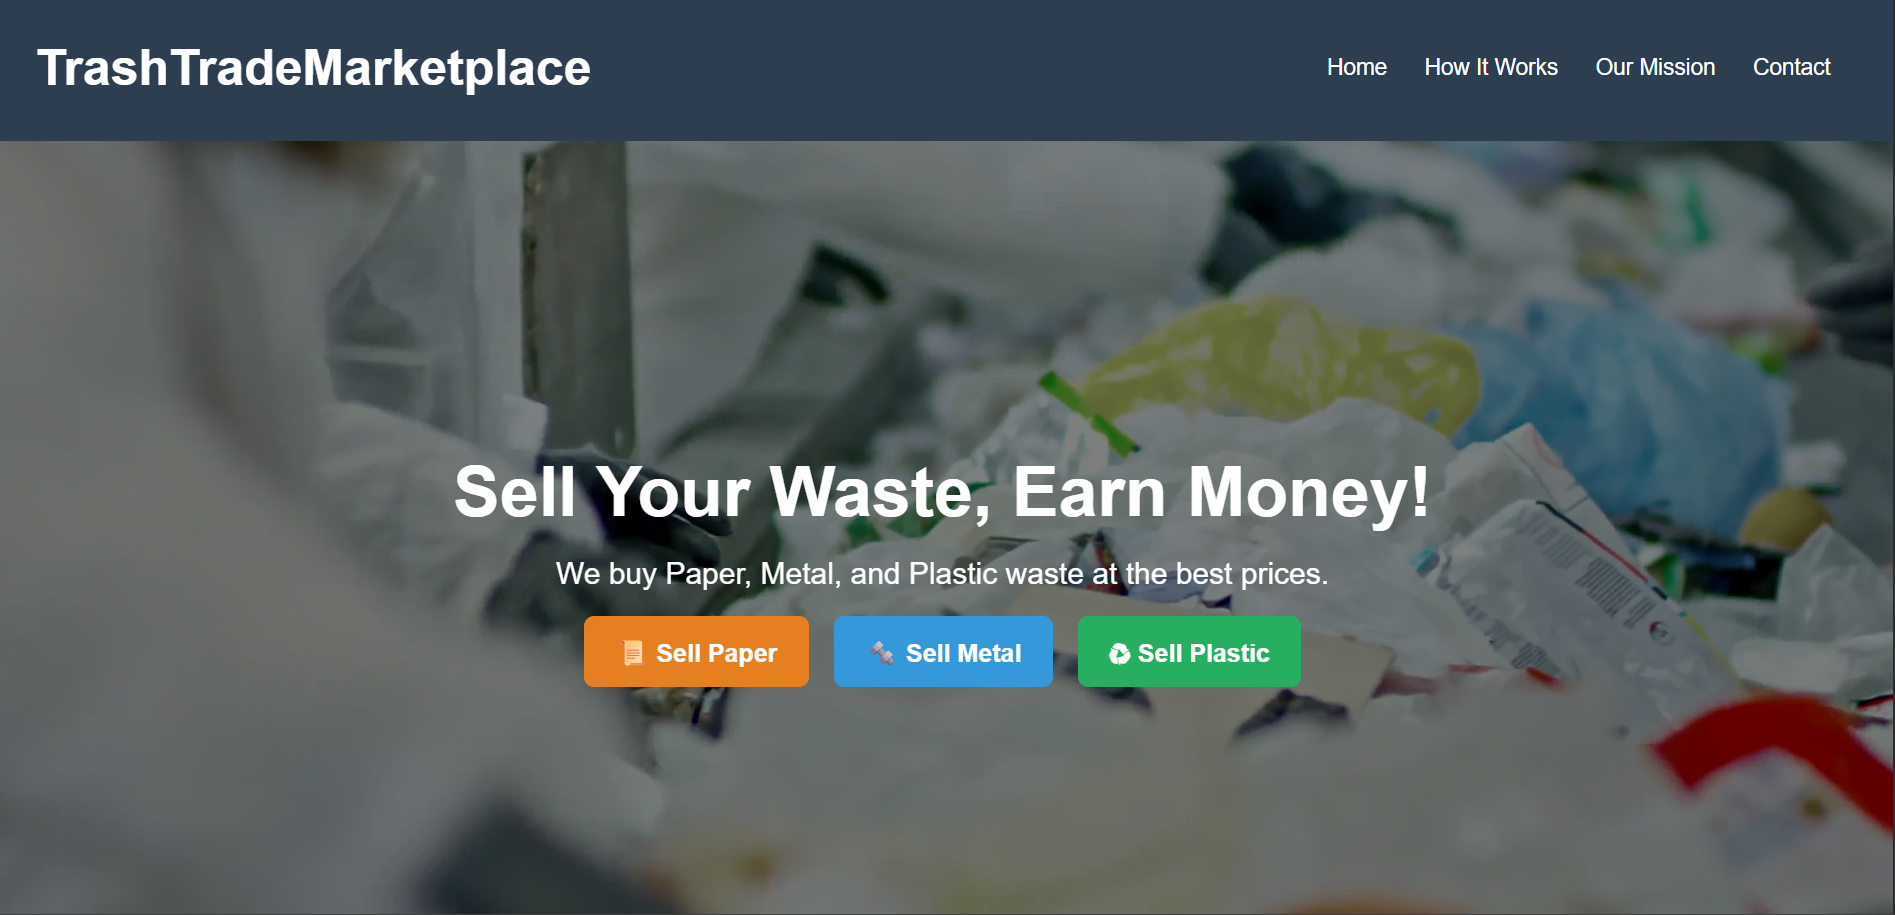 TrashTradeMarketplace
Home How It Works Our Mission Contact
Sell Your Waste, Earn Money!
We buy Paper, Metal, and Plastic waste at the best prices.
Sell Paper Sell Metal Sell Plastic